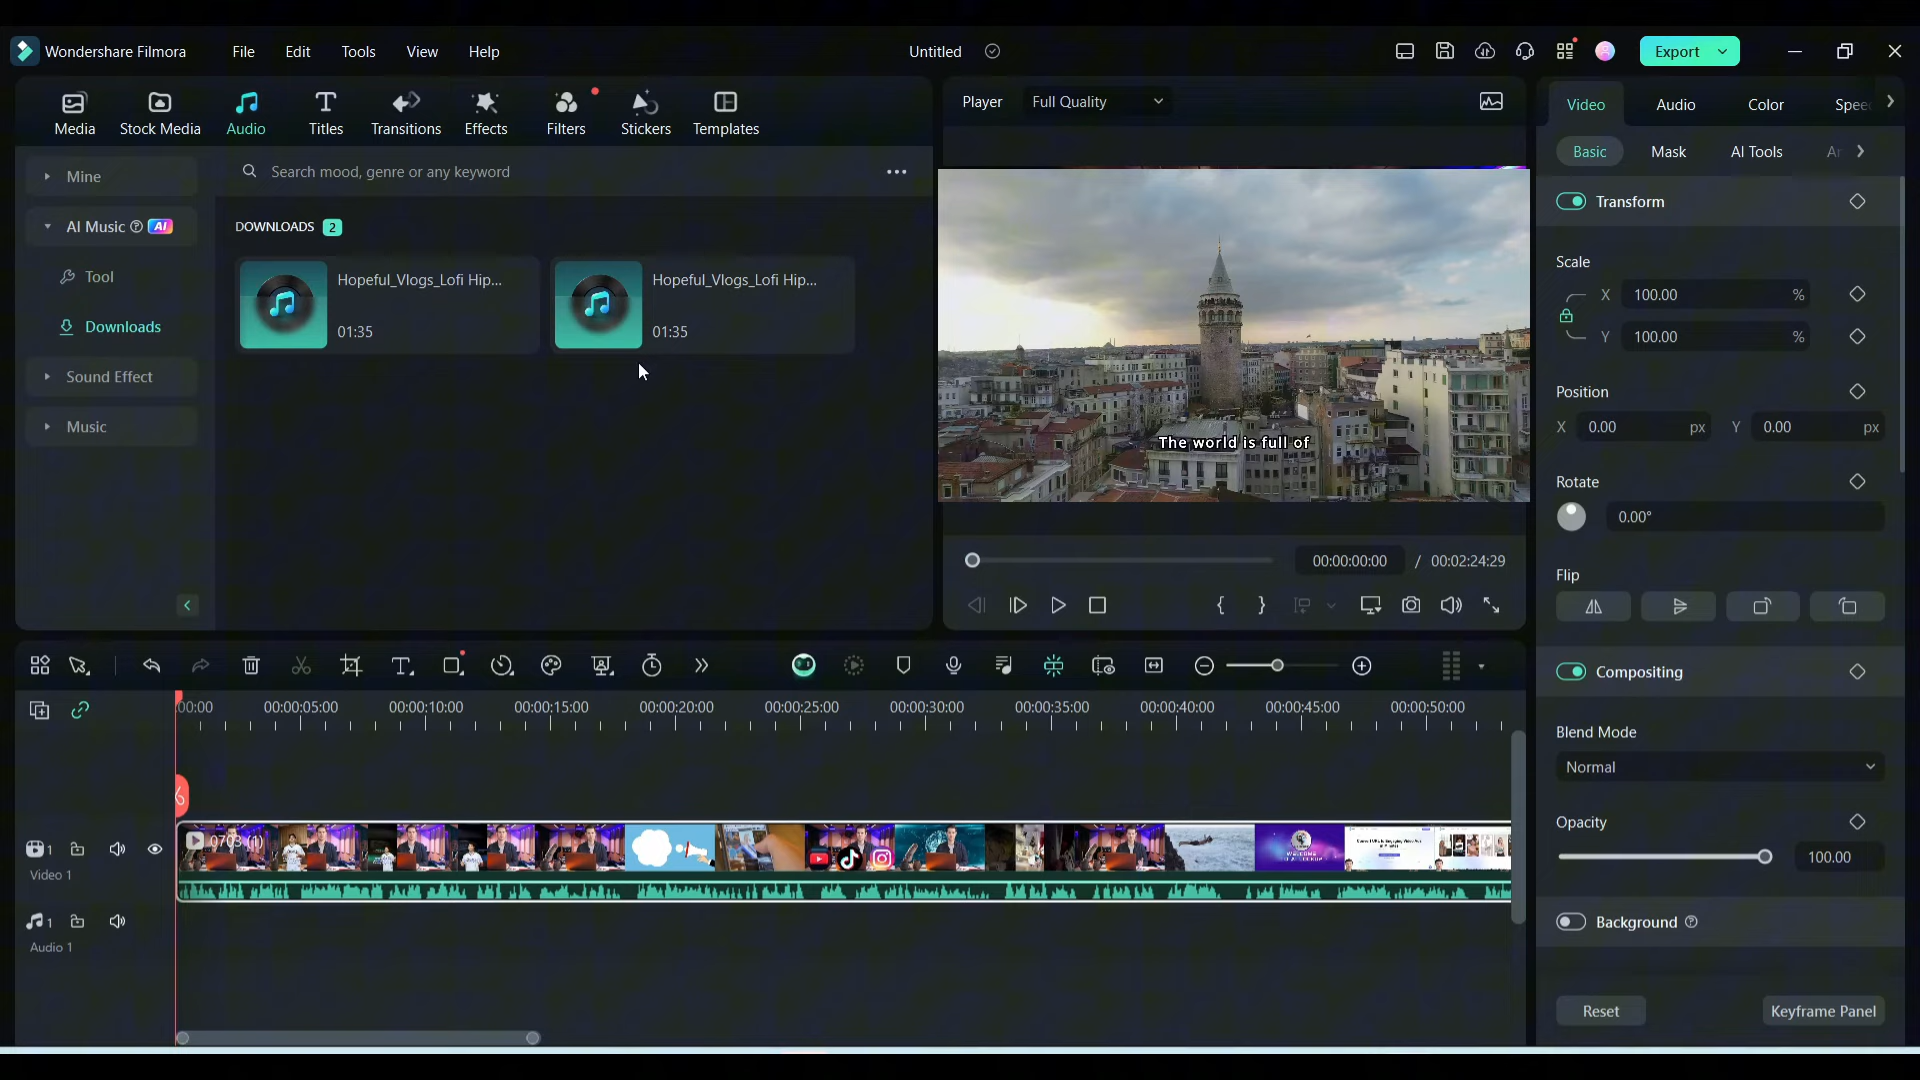 Wondershare Filmora
File
Edit
Tools
View
Help
Untitled
Export
Media
Stock Media
Audio
Titles
Transitions
Effects
Filters
Stickers
Templates
Mine
AI Music AI
Tool
Downloads
Sound Effect
Music
Search mood, genre or any keyword
DOWNLOADS 2
Hopeful_Vlogs_Lofi Hip...
01:35
Hopeful_Vlogs_Lofi Hip...
01:35
Player
Full Quality
The world is full of
00:00:00:00 / 00:02:24:29
Video
Audio
Color
Spee
Basic
Mask
AI Tools
Ar
Transform
Scale
X 100.00 %
Y 100.00 %
Position
X 0.00 px Y 0.00 px
Rotate
0.00°
Flip
Compositing
Blend Mode
Normal
Opacity
100.00
Background
Reset
Keyframe Panel
:00:00 00:00:05:00 00:00:10:00 00:00:15:00 00:00:20:00 00:00:25:00 00:00:30:00 00:00:35:00 00:00:40:00 00:00:45:00 00:00:50:00
0703 (1)
1
Video 1
1
Audio 1